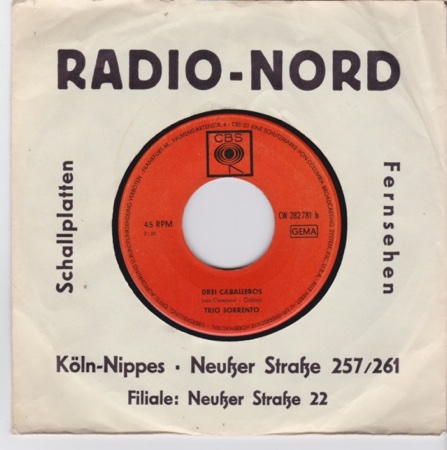 RADIO-NORD
Schallplatten
Fernsehen
CBS
45 RPM
CW 282 781 b
GEMA
DREI CABALLEROS
TRIO SORRENTO
Köln-Nippes · Neußer Straße 257/261
Filiale: Neußer Straße 22